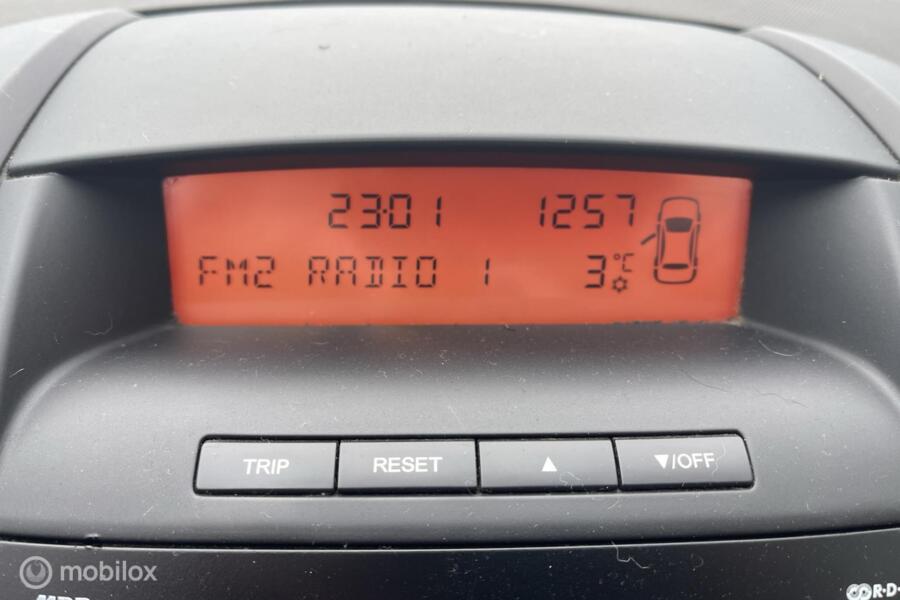 23·01 1257
FM2 RADIO 1 3°C
TRIP RESET ▲ ▼/OFF
mobilox
R·D·